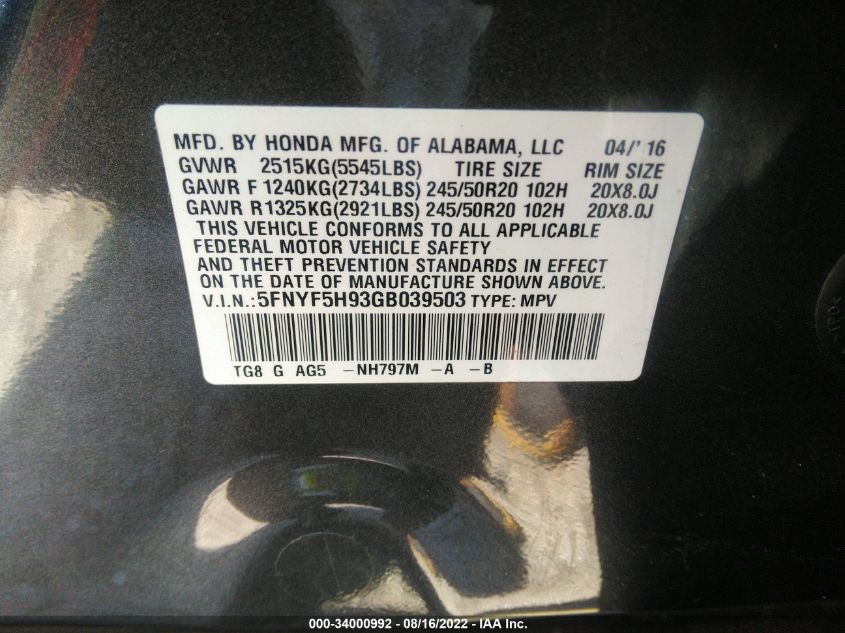 MFD. BY HONDA MFG. OF ALABAMA, LLC 04/' 16
GVWR 2515KG(5545LBS) TIRE SIZE RIM SIZE
GAWR F 1240KG(2734LBS) 245/50R20 102H 20X8.0J
GAWR R 1325KG(2921LBS) 245/50R20 102H 20X8.0J
THIS VEHICLE CONFORMS TO ALL APPLICABLE
FEDERAL MOTOR VEHICLE SAFETY
AND THEFT PREVENTION STANDARDS IN EFFECT
ON THE DATE OF MANUFACTURE SHOWN ABOVE.
V.I.N.: 5FNYF5H93GB039503 TYPE: MPV
TG8 G AG5 -NH797M -A -B
000-34000992 - 08/16/2022 - IAA Inc.